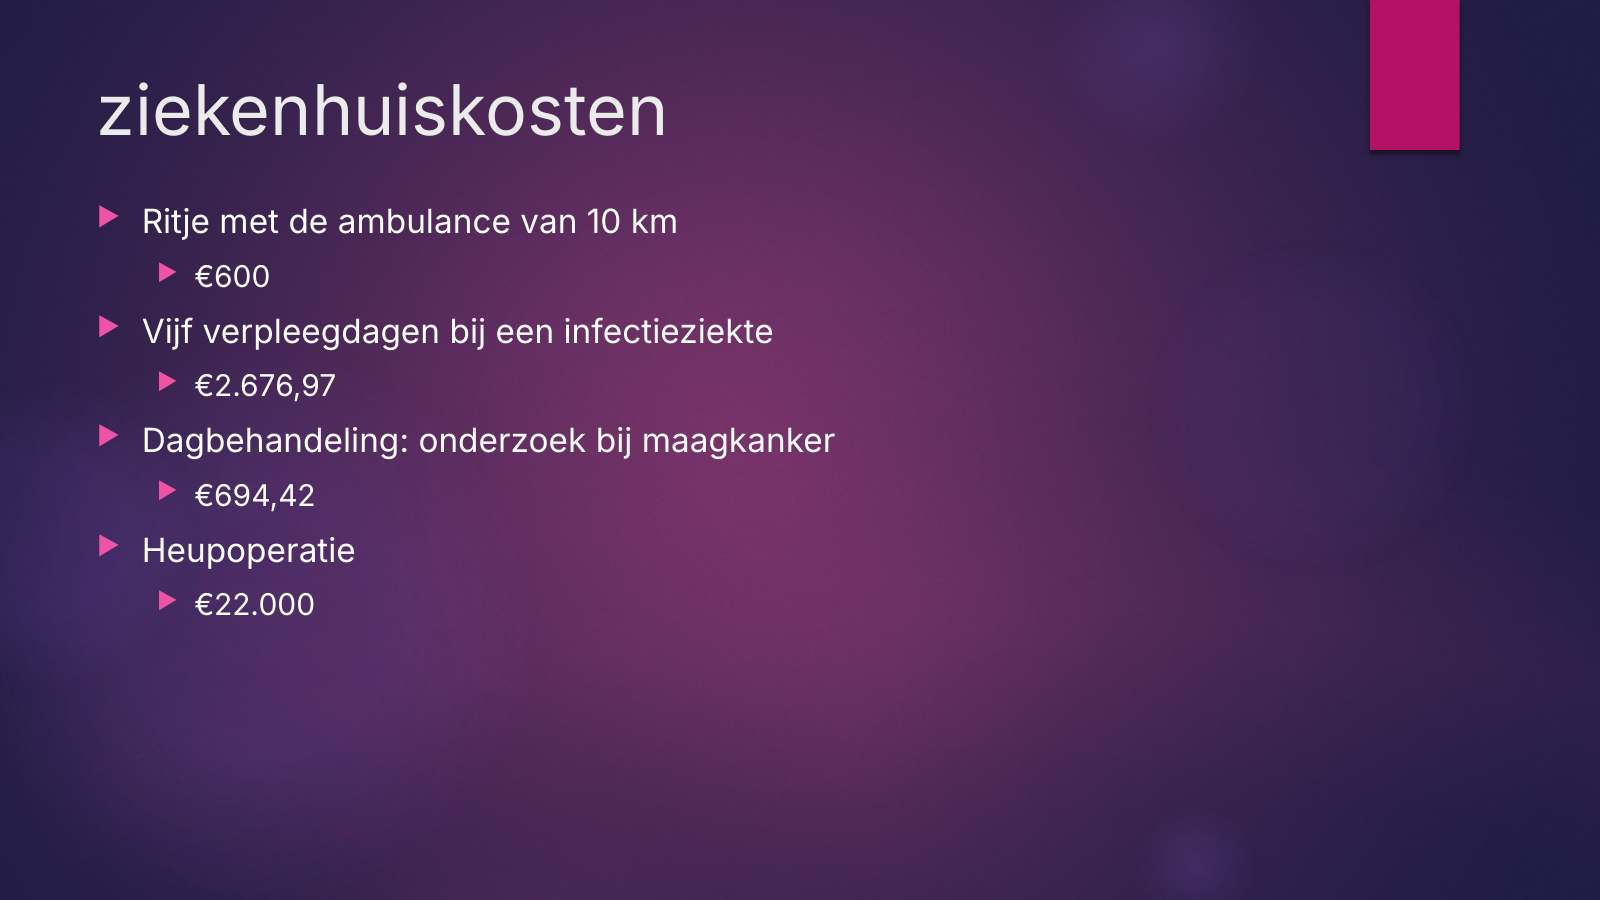 ziekenhuiskosten
Ritje met de ambulance van 10 km
€600
Vijf verpleegdagen bij een infectieziekte
€2.676,97
Dagbehandeling: onderzoek bij maagkanker
€694,42
Heupoperatie
€22.000